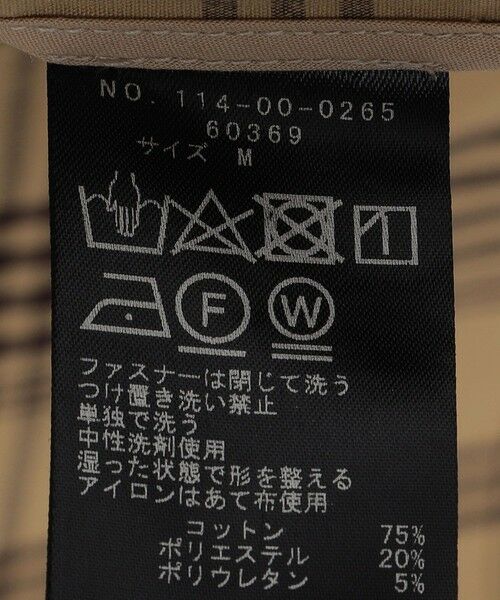 NO. 114-00-0265
60369
サイズ M
F W
ファスナーは閉じて洗う
つけ置き洗い禁止
単独で洗う
中性洗剤使用
湿った状態で形を整える
アイロンはあて布使用
コットン 75%
ポリエステル 20%
ポリウレタン 5%